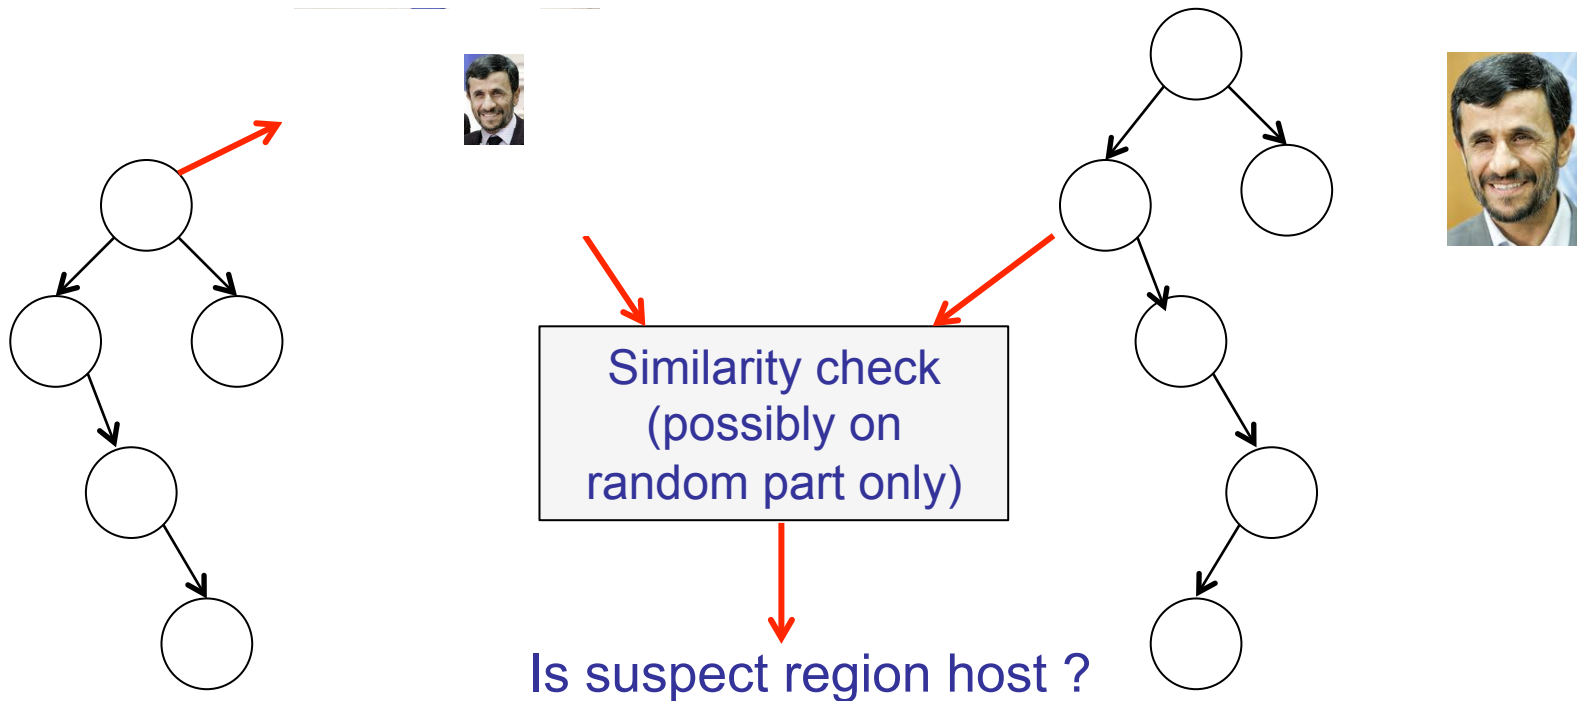 Similarity check
(possibly on
random part only)
Is suspect region host ?